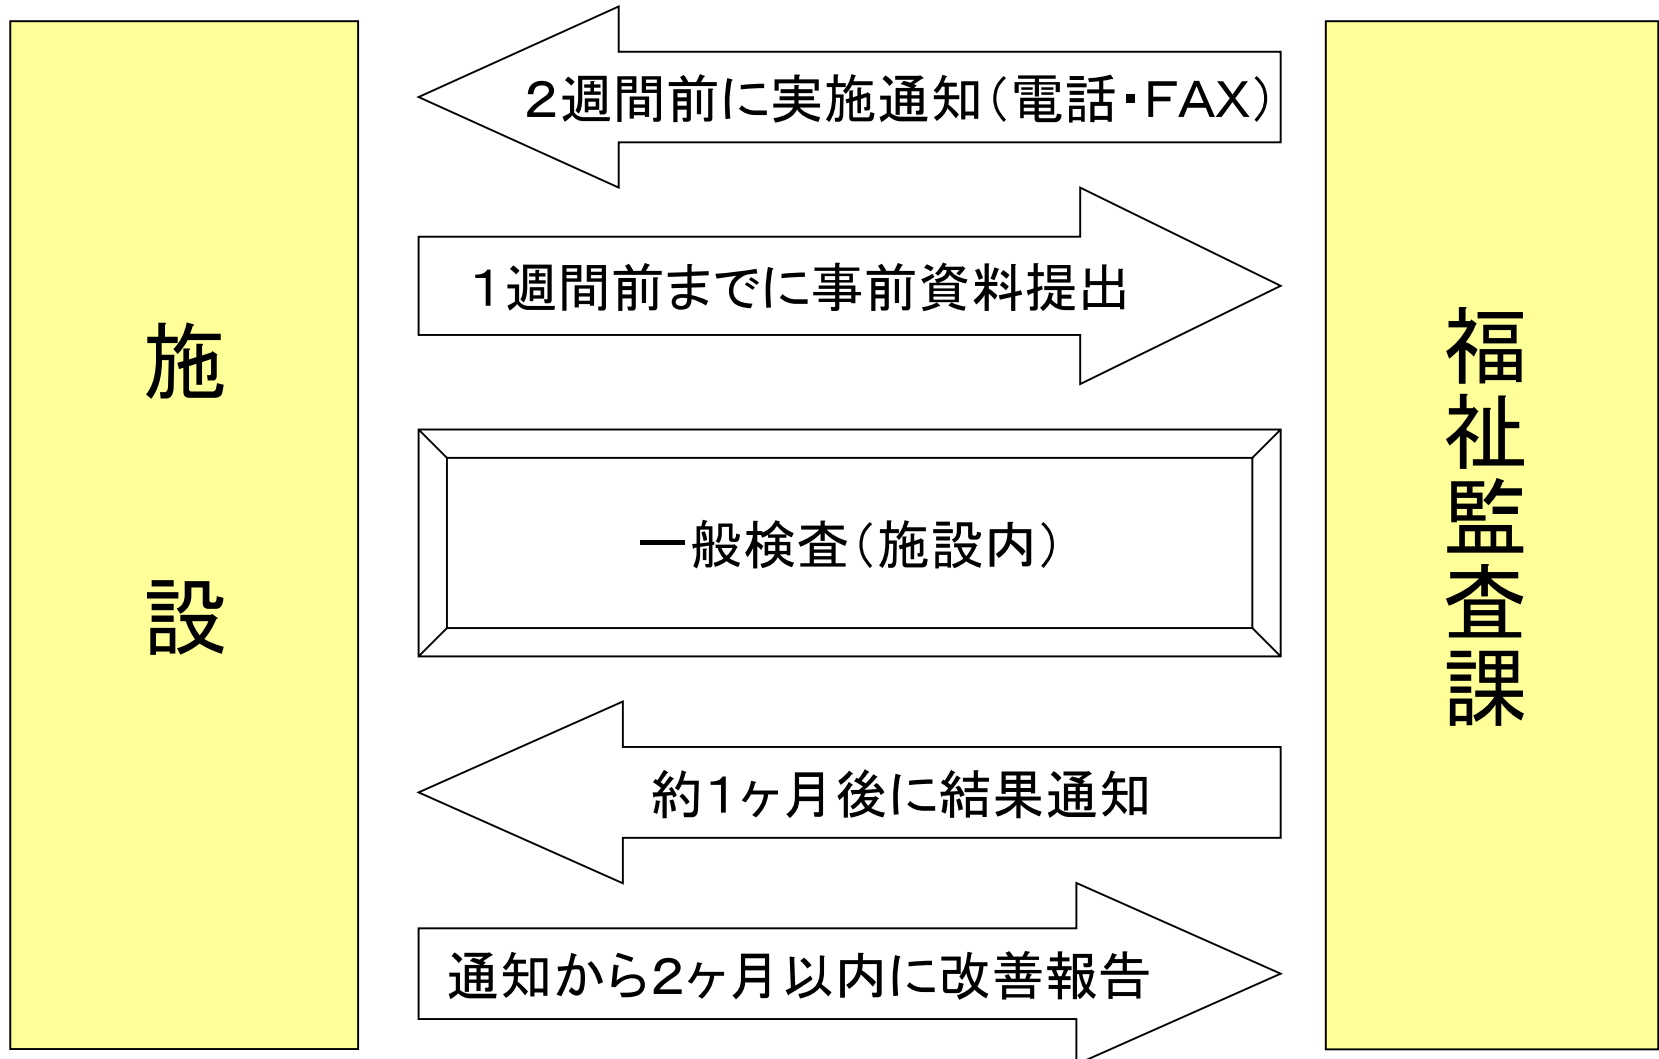 施設
２週間前に実施通知（電話・FAX）
１週間前までに事前資料提出
一般検査（施設内）
約１ヶ月後に結果通知
通知から２ヶ月以内に改善報告
福祉監査課